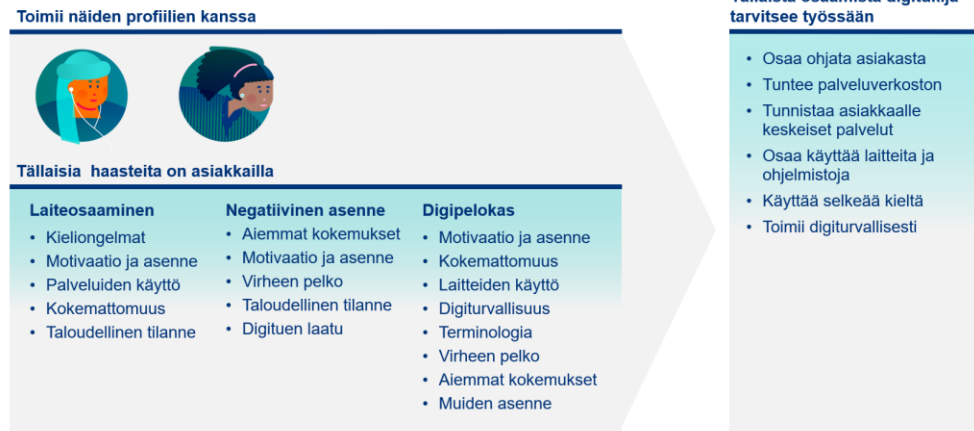 Toimii näiden profiilien kanssa
Tällaisia  haasteita on asiakkailla
Laiteosaaminen
• Kieliongelmat
• Motivaatio ja asenne
• Palveluiden käyttö
• Kokemattomuus
• Taloudellinen tilanne
Negatiivinen asenne
• Aiemmat kokemukset
• Motivaatio ja asenne
• Virheen pelko
• Taloudellinen tilanne
• Digituen laatu
Digipelokas
• Motivaatio ja asenne
• Kokemattomuus
• Laitteiden käyttö
• Digiturvallisuus
• Terminologia
• Virheen pelko
• Aiemmat kokemukset
• Muiden asenne
tarvitsee työssään
• Osaa ohjata asiakasta
• Tuntee palveluverkoston
• Tunnistaa asiakkaalle
keskeiset palvelut
• Osaa käyttää laitteita ja
ohjelmistoja
• Käyttää selkeää kieltä
• Toimii digiturvallisesti